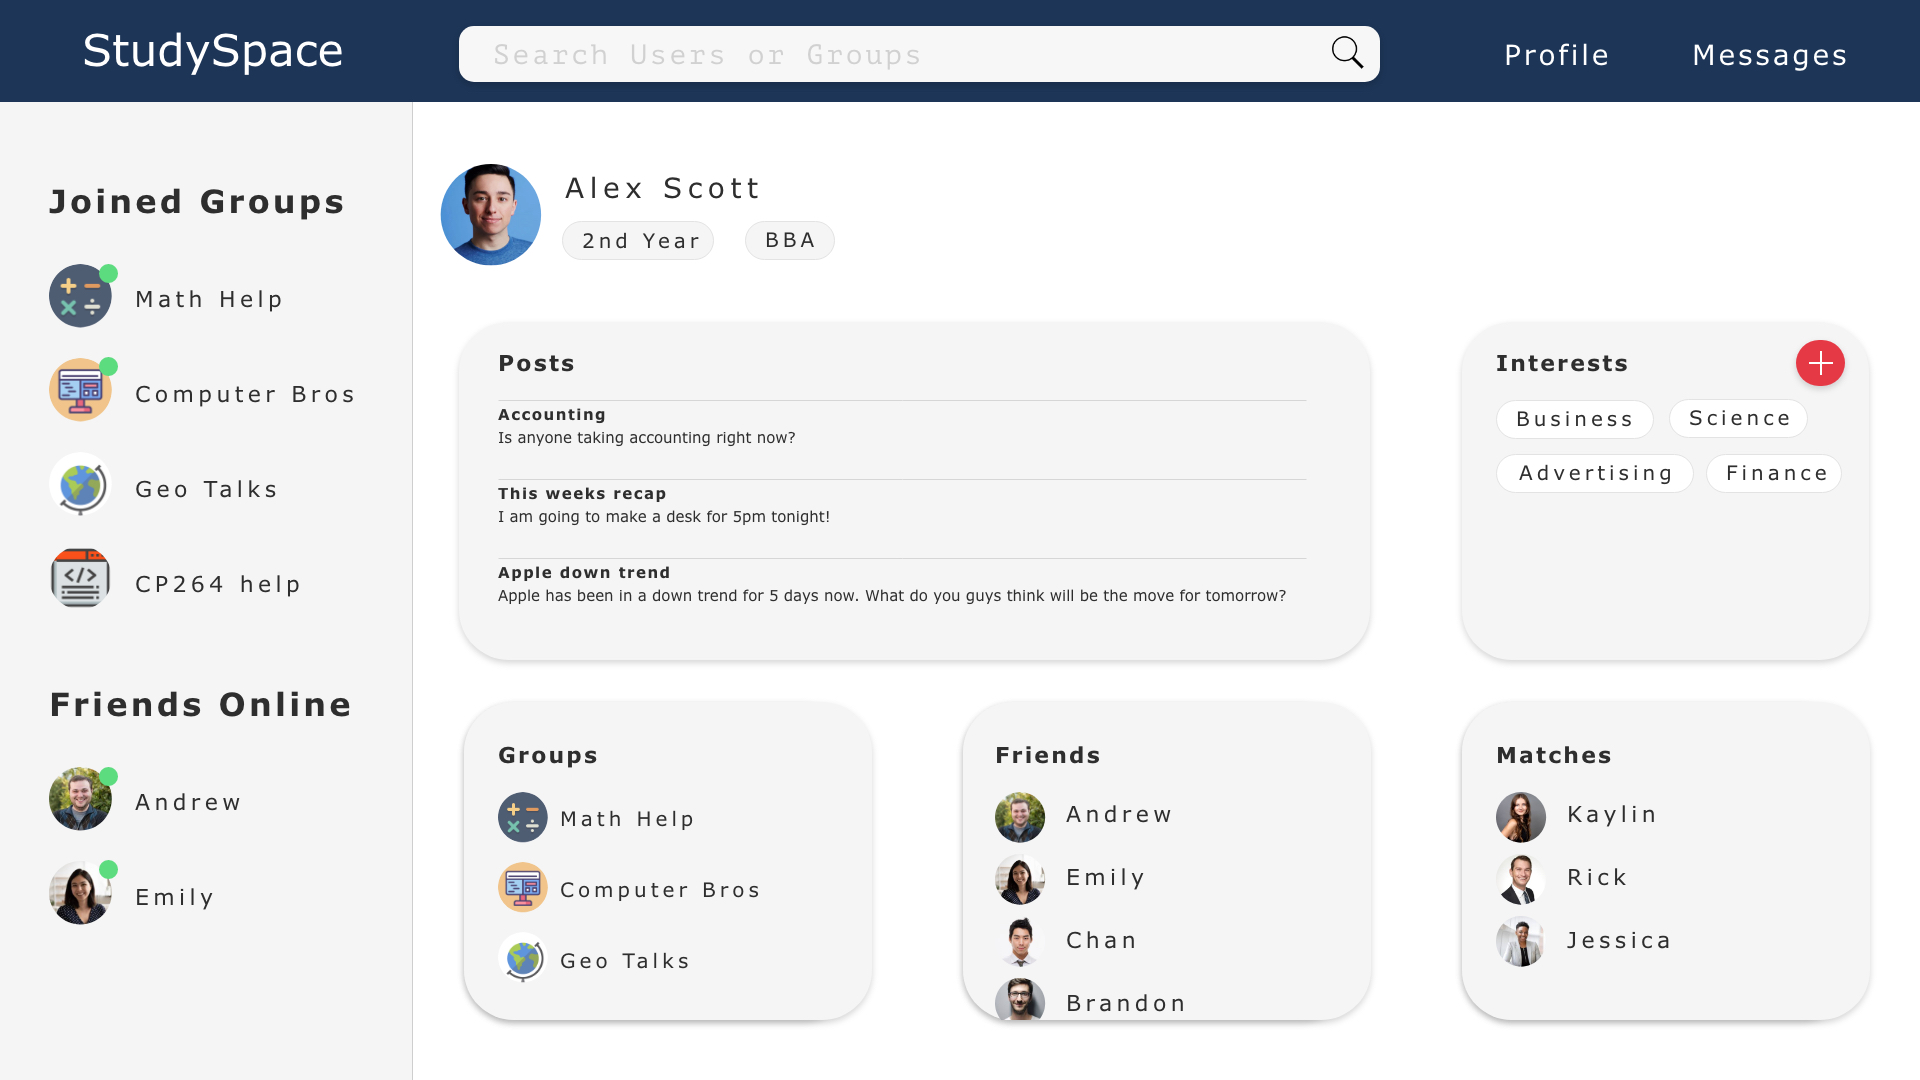 StudySpace
Search Users or Groups
Profile
Messages
Joined Groups
Math Help
Computer Bros
Geo Talks
CP264 help
Friends Online
Andrew
Emily
Alex Scott
2nd Year
BBA
Posts
Accounting
Is anyone taking accounting right now?
This weeks recap
I am going to make a desk for 5pm tonight!
Apple down trend
Apple has been in a down trend for 5 days now. What do you guys think will be the move for tomorrow?
Interests
Business
Science
Advertising
Finance
Groups
Math Help
Computer Bros
Geo Talks
Friends
Andrew
Emily
Chan
Brandon
Matches
Kaylin
Rick
Jessica